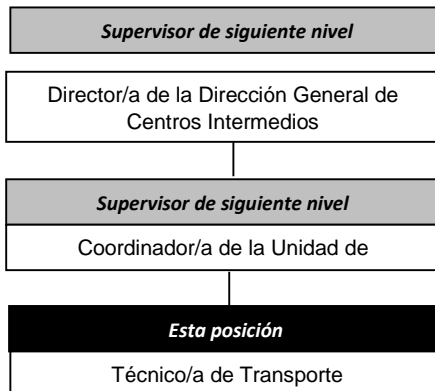 Supervisor de siguiente nivel
Director/a de la Dirección General de
Centros Intermedios
Supervisor de siguiente nivel
Coordinador/a de la Unidad de
Esta posición
Técnico/a de Transporte